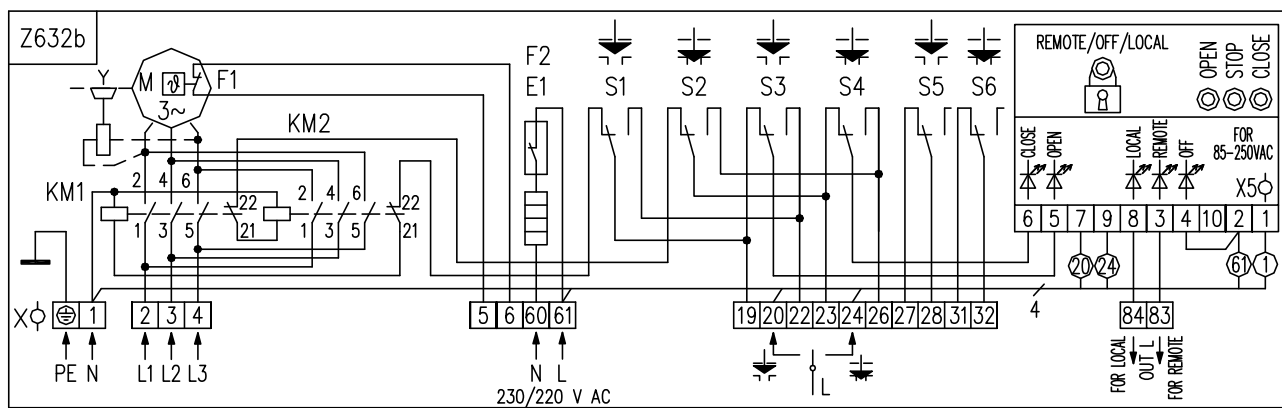 Z632b
F2
E1
S1 S2 S3 S4 S5 S6
REMOTE/OFF/LOCAL
OPEN
STOP
CLOSE
Y
M ϑ F1
3~
KM2
CLOSE
OPEN
LOCAL
REMOTE
OFF
FOR
85-250VAC
X5
2 4 6
2 4 6
22
22
KM1
1 3 5
21
1 3 5
21
6 5 7 9 8 3 4 10 2 1
20 24 61 1
4
X
1 2 3 4
5 6 60 61
19 20 22 23 24 26 27 28 31 32
84 83
PE N L1 L2 L3
N L
230/220 V AC
L
FOR LOCAL
OUT L
FOR REMOTE